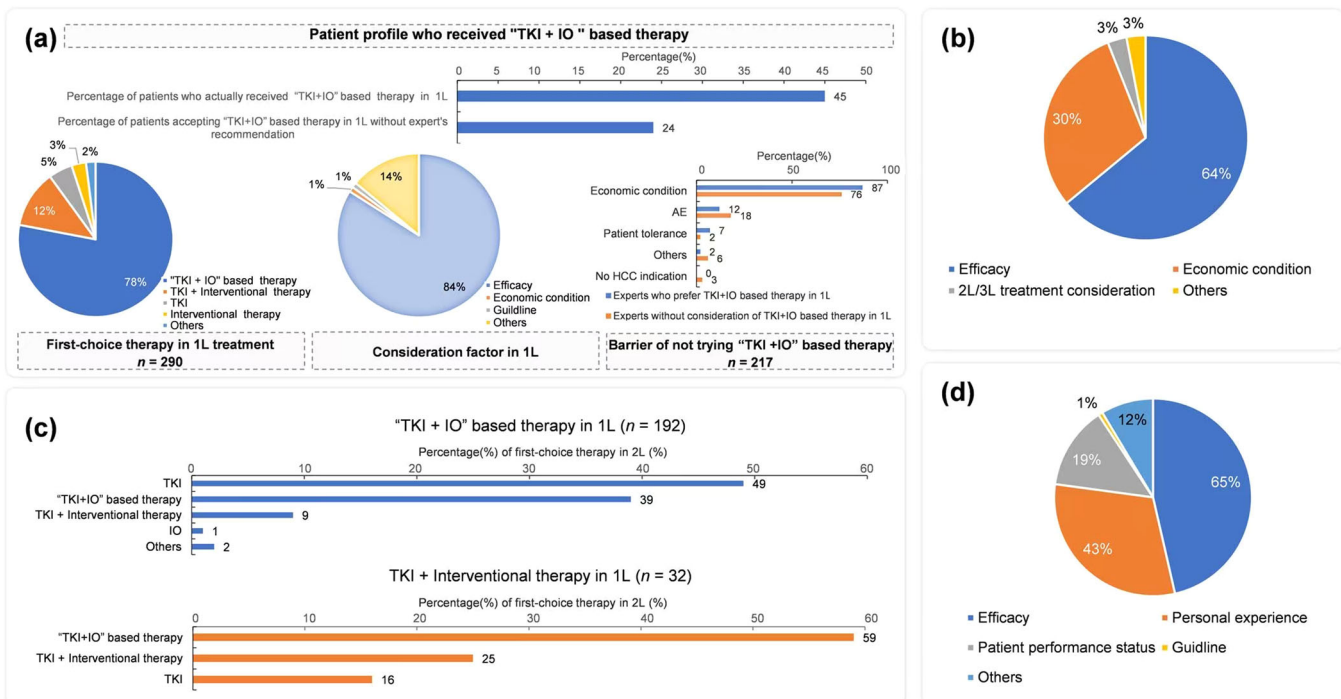 (a)
Patient profile who received "TKI + IO " based therapy
Percentage(%)
0 5 10 15 20 25 30 35 40 45 50
Percentage of patients who actually received "TKI+IO" based therapy in 1L
45
Percentage of patients accepting "TKI+IO" based therapy in 1L without expert's
recommendation
24
78%
12%
5%
3%
2%
"TKI + IO" based therapy
TKI + Interventional therapy
TKI
Interventional therapy
Others
First-choice therapy in 1L treatment
n = 290
84%
1%
1%
14%
Efficacy
Economic condition
Guildline
Others
Consideration factor in 1L
Percentage(%)
0 50 100
Economic condition
87
76
AE
12
18
Patient tolerance
7
2
Others
2
6
No HCC indication
0
3
Experts who prefer TKI+IO based therapy in 1L
Experts without consideration of TKI+IO based therapy in 1L
Barrier of not trying "TKI +IO" based therapy
n = 217
(b)
3%
3%
30%
64%
Efficacy
Economic condition
2L/3L treatment consideration
Others
(c)
"TKI + IO" based therapy in 1L (n = 192)
Percentage(%) of first-choice therapy in 2L (%)
0 10 20 30 40 50 60
TKI 49
"TKI+IO" based therapy 39
TKI + Interventional therapy 9
IO 1
Others 2
TKI + Interventional therapy in 1L (n = 32)
Percentage(%) of first-choice therapy in 2L (%)
0 10 20 30 40 50 60
"TKI+IO" based therapy 59
TKI + Interventional therapy 25
TKI 16
(d)
1%
12%
19%
65%
43%
Efficacy
Personal experience
Patient performance status
Guidline
Others